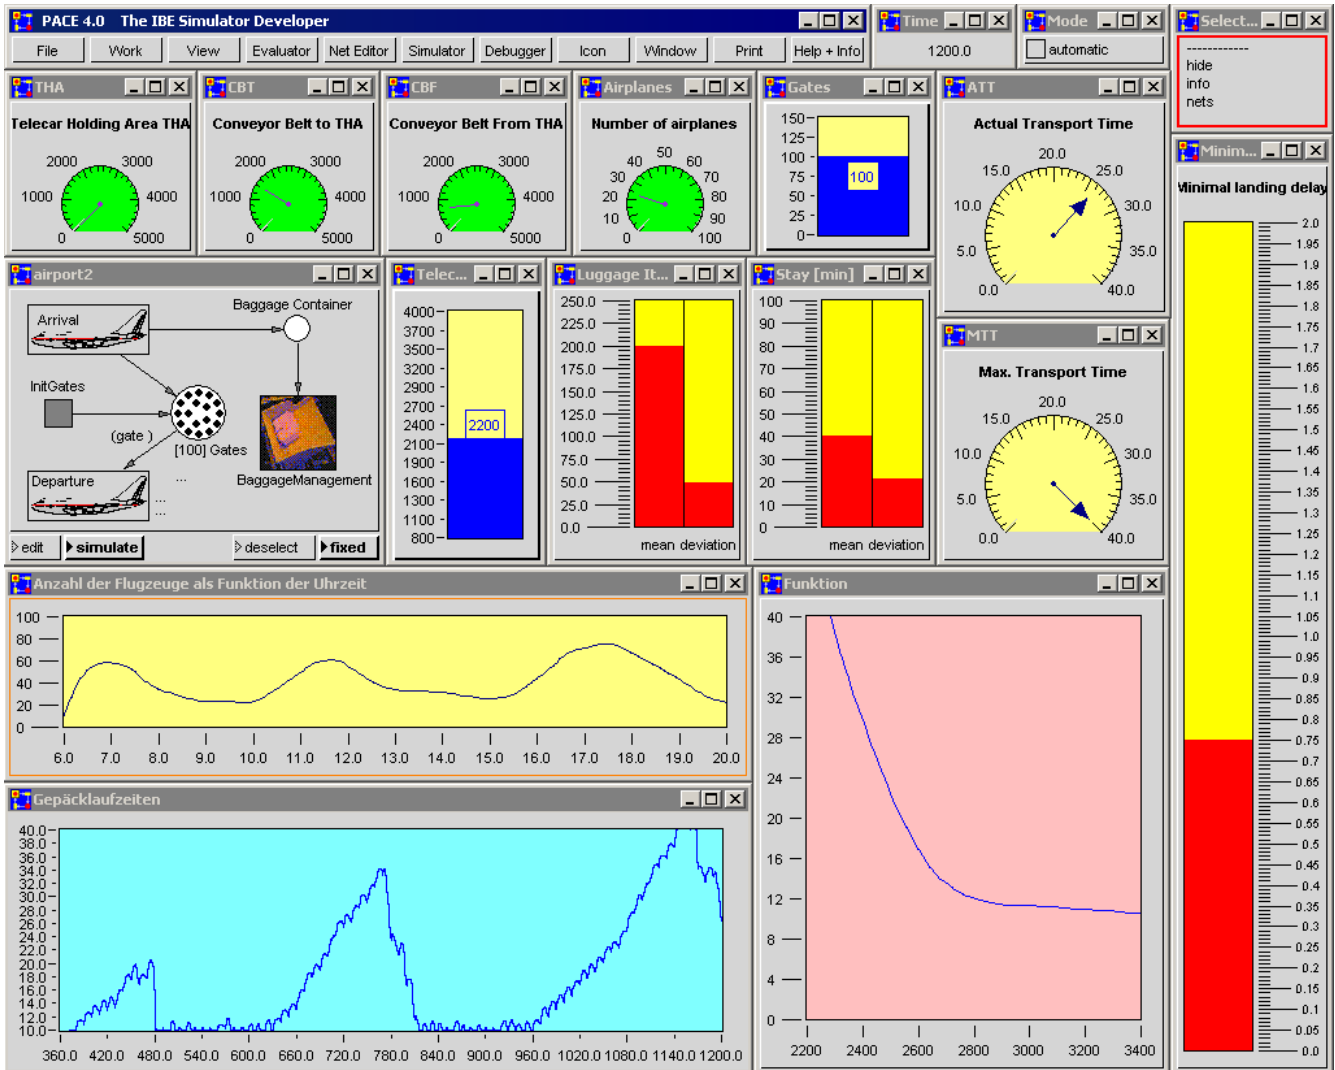 PACE 4.0 The IBE Simulator Developer
File Work View Evaluator Net Editor Simulator Debugger Icon Window Print Help + Info
Time
1200.0
Mode
automatic
Select...
------------
hide
info
nets
THA
Telecar Holding Area THA
0 1000 2000 3000 4000 5000
CBT
Conveyor Belt to THA
0 1000 2000 3000 4000 5000
CBF
Conveyor Belt From THA
0 1000 2000 3000 4000 5000
Airplanes
Number of airplanes
0 10 20 30 40 50 60 70 80 90 100
Gates
150
125
100
75
50
25
0
100
ATT
Actual Transport Time
0.0 5.0 10.0 15.0 20.0 25.0 30.0 35.0 40.0
Minim...
Minimal landing delay
2.0
1.95
1.9
1.85
1.8
1.75
1.7
1.65
1.6
1.55
1.5
1.45
1.4
1.35
1.3
1.25
1.2
1.15
1.1
1.05
1.0
0.95
0.9
0.85
0.8
0.75
0.7
0.65
0.6
0.55
0.5
0.45
0.4
0.35
0.3
0.25
0.2
0.15
0.1
0.05
0.0
airport2
Arrival
Baggage Container
InitGates
(gate )
[100] Gates
Departure
...
...
...
BaggageManagement
edit simulate deselect fixed
Telec...
4000
3700
3500
3200
2900
2700
2400
2100
1900
1600
1300
1100
800
2200
Luggage It...
250.0
225.0
200.0
175.0
150.0
125.0
100.0
75.0
50.0
25.0
0.0
mean deviation
Stay [min]
100
90
80
70
60
50
40
30
20
10
0
mean deviation
MTT
Max. Transport Time
0.0 5.0 10.0 15.0 20.0 25.0 30.0 35.0 40.0
Anzahl der Flugzeuge als Funktion der Uhrzeit
100
80
60
40
20
0
6.0 7.0 8.0 9.0 10.0 11.0 12.0 13.0 14.0 15.0 16.0 17.0 18.0 19.0 20.0
Funktion
40
36
32
28
24
20
16
12
8
4
0
2200 2400 2600 2800 3000 3200 3400
Gepäcklaufzeiten
40.0
38.0
36.0
34.0
32.0
30.0
28.0
26.0
24.0
22.0
20.0
18.0
16.0
14.0
12.0
10.0
360.0 420.0 480.0 540.0 600.0 660.0 720.0 780.0 840.0 900.0 960.0 1020.0 1080.0 1140.0 1200.0